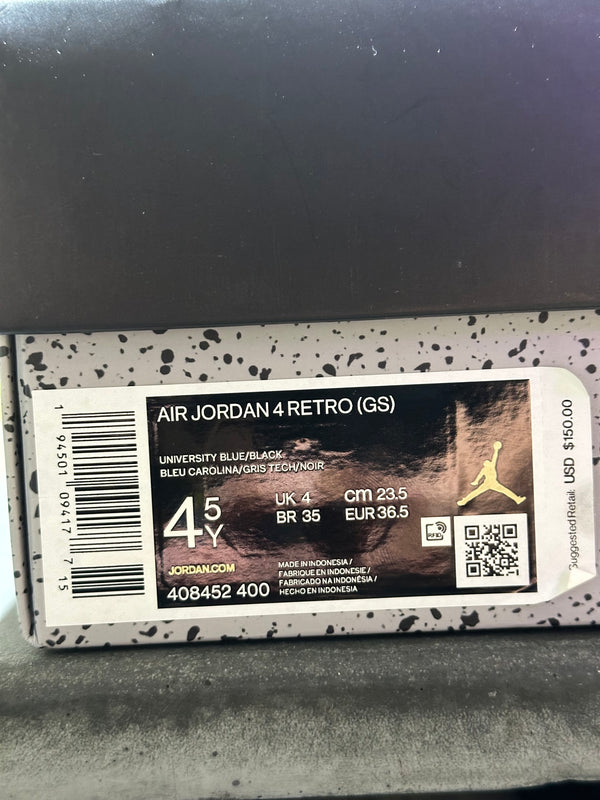 AIR JORDAN 4 RETRO (GS)
UNIVERSITY BLUE/BLACK
BLEU CAROLINA/GRIS TECH/NOIR
4 5Y
UK 4 cm 23.5
BR 35 EUR 36.5
RFID
JORDAN.COM
408452 400
MADE IN INDONESIA /
FABRIQUE EN INDONESIE /
FABRICADO NA INDONÉSIA /
HECHO EN INDONESIA
1 94501 09417 7 15
Suggested Retail: USD $150.00